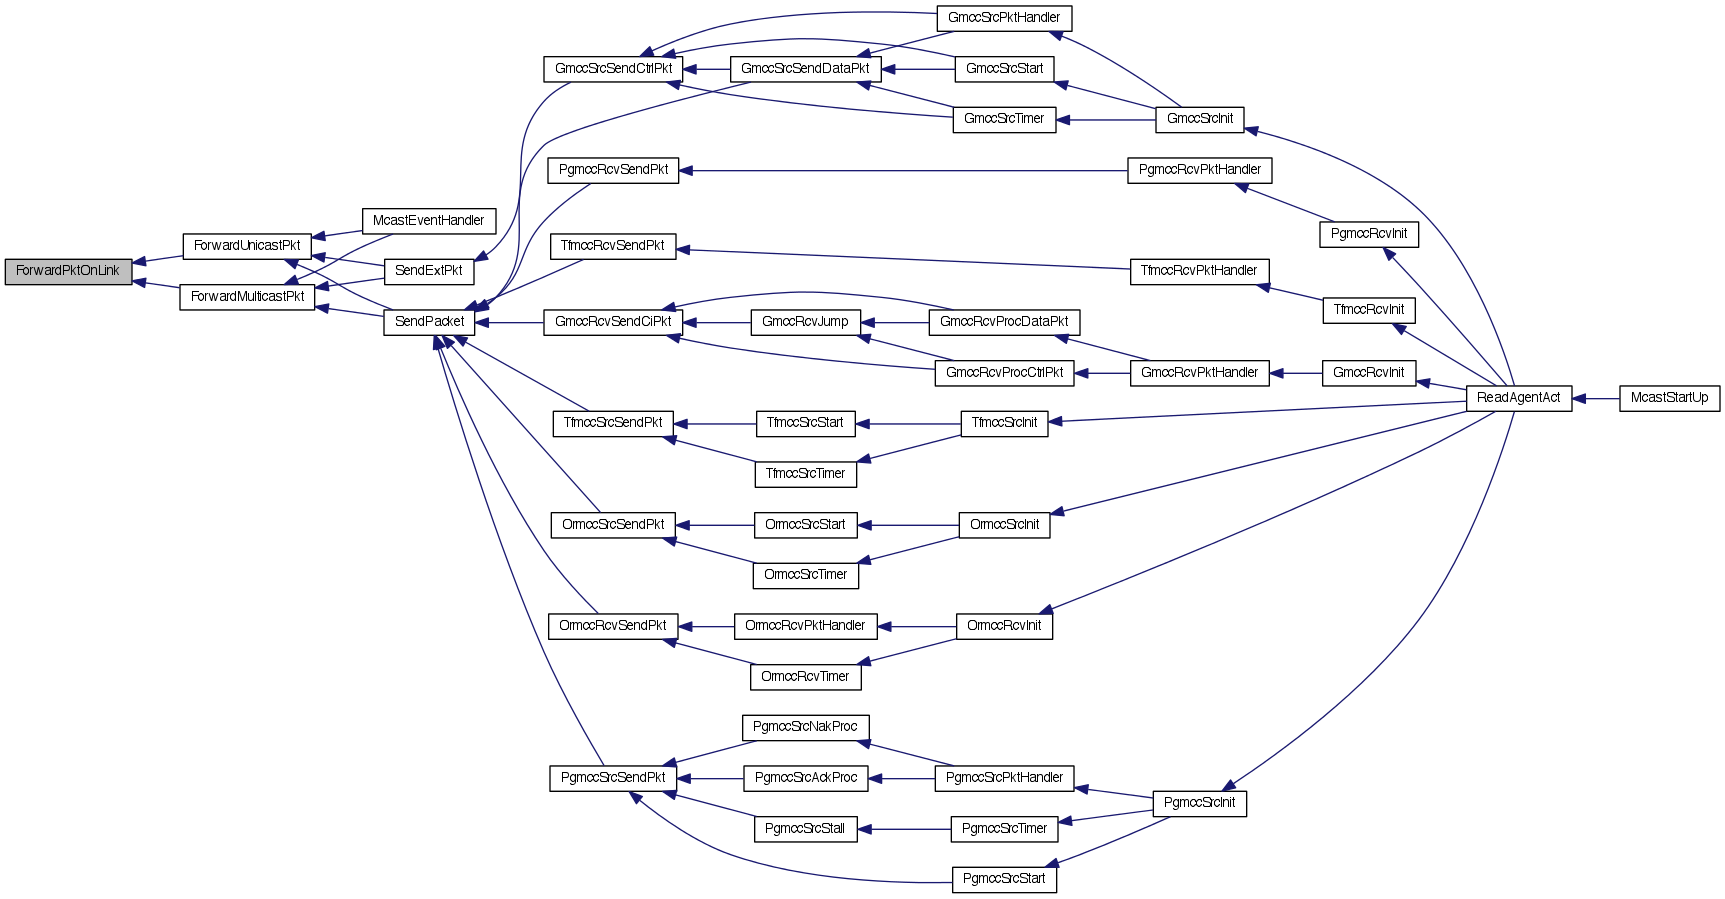 ForwardPktOnLink
ForwardUnicastPkt
ForwardMulticastPkt
McastEventHandler
SendExtPkt
SendPacket
GmccSrcSendCtrlPkt
GmccSrcSendDataPkt
GmccSrcPktHandler
GmccSrcStart
GmccSrcTimer
GmccSrcInit
PgmccRcvSendPkt
PgmccRcvPktHandler
PgmccRcvInit
TfmccRcvSendPkt
TfmccRcvPktHandler
TfmccRcvInit
GmccRcvSendCiPkt
GmccRcvJump
GmccRcvProcDataPkt
GmccRcvProcCtrlPkt
GmccRcvPktHandler
GmccRcvInit
ReadAgentAct
McastStartUp
TfmccSrcSendPkt
TfmccSrcStart
TfmccSrcTimer
TfmccSrcInit
OrmccSrcSendPkt
OrmccSrcStart
OrmccSrcTimer
OrmccSrcInit
OrmccRcvSendPkt
OrmccRcvPktHandler
OrmccRcvTimer
OrmccRcvInit
PgmccSrcSendPkt
PgmccSrcNakProc
PgmccSrcAckProc
PgmccSrcStall
PgmccSrcPktHandler
PgmccSrcTimer
PgmccSrcStart
PgmccSrcInit